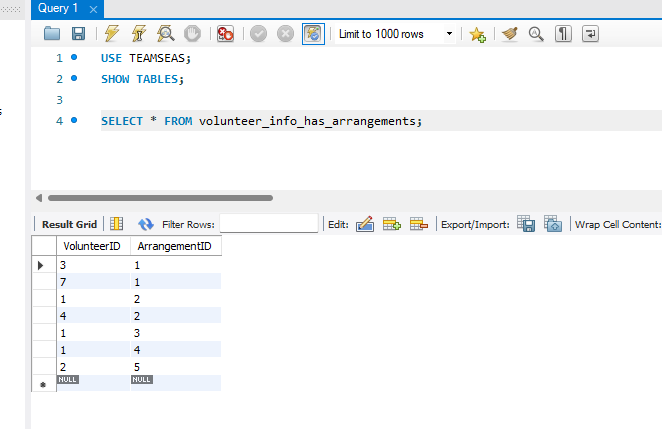 Query 1
Limit to 1000 rows
1 USE TEAMSEAS;
2 SHOW TABLES;
3
4 SELECT * FROM volunteer_info_has_arrangements;
Result Grid Filter Rows: Edit: Export/Import: Wrap Cell Content:
VolunteerID ArrangementID
3 1
7 1
1 2
4 2
1 3
1 4
2 5
NULL NULL